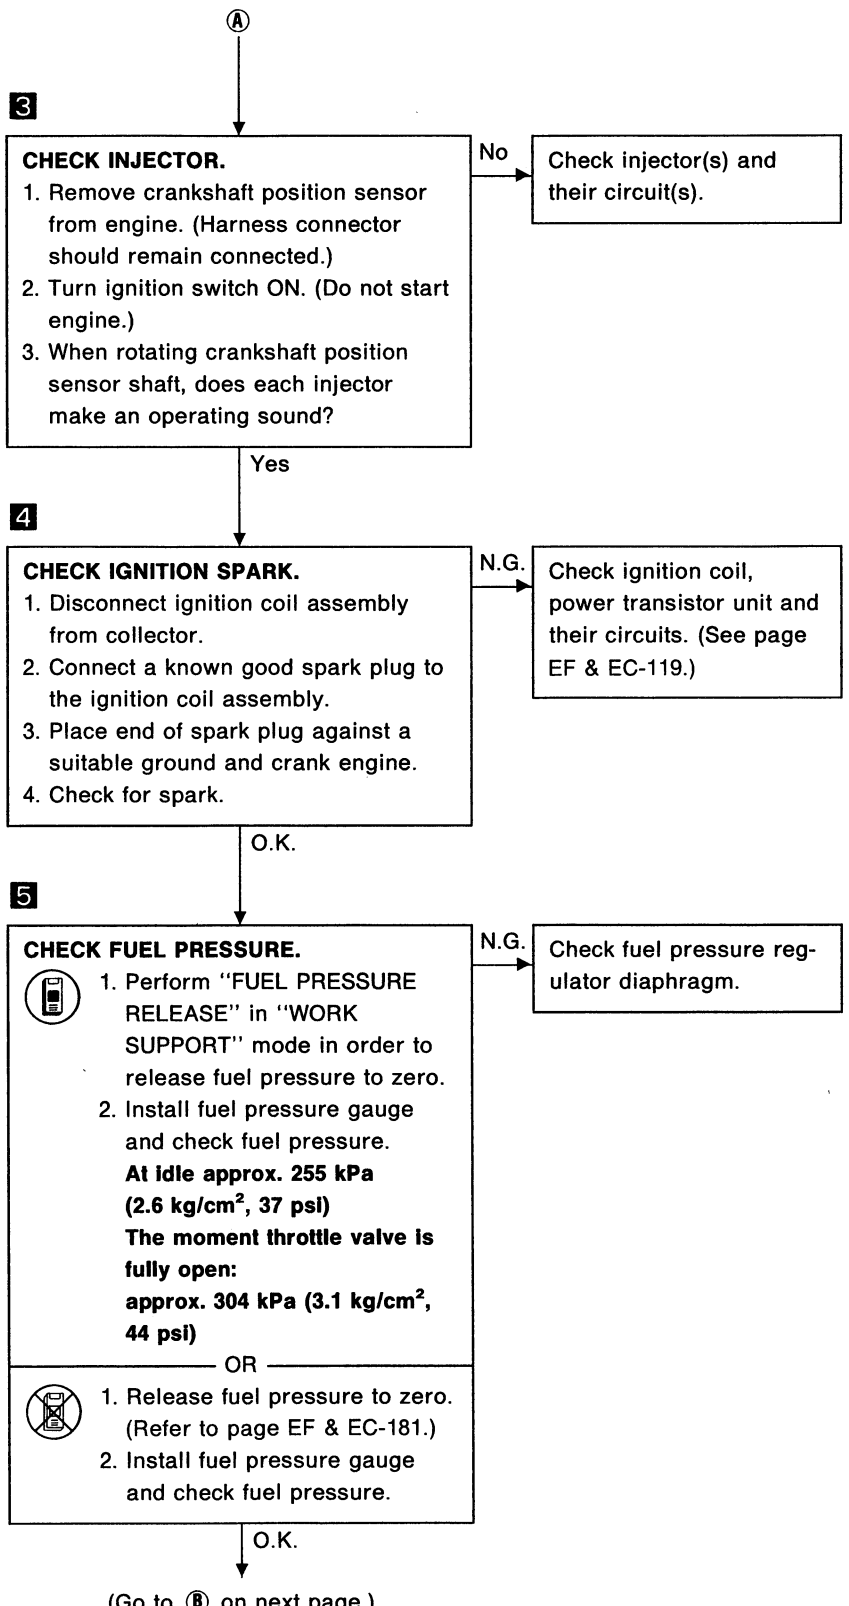 Ⓐ
3
CHECK INJECTOR.
1. Remove crankshaft position sensor
from engine. (Harness connector
should remain connected.)
2. Turn ignition switch ON. (Do not start
engine.)
3. When rotating crankshaft position
sensor shaft, does each injector
make an operating sound?
No
Check injector(s) and
their circuit(s).
Yes
4
CHECK IGNITION SPARK.
1. Disconnect ignition coil assembly
from collector.
2. Connect a known good spark plug to
the ignition coil assembly.
3. Place end of spark plug against a
suitable ground and crank engine.
4. Check for spark.
N.G.
Check ignition coil,
power transistor unit and
their circuits. (See page
EF & EC-119.)
O.K.
5
CHECK FUEL PRESSURE.
1. Perform "FUEL PRESSURE
RELEASE" in "WORK
SUPPORT" mode in order to
release fuel pressure to zero.
2. Install fuel pressure gauge
and check fuel pressure.
At idle approx. 255 kPa
(2.6 kg/cm², 37 psi)
The moment throttle valve is
fully open:
approx. 304 kPa (3.1 kg/cm²,
44 psi)
N.G.
Check fuel pressure reg-
ulator diaphragm.
OR
1. Release fuel pressure to zero.
(Refer to page EF & EC-181.)
2. Install fuel pressure gauge
and check fuel pressure.
O.K.
(Go to Ⓑ on next page.)